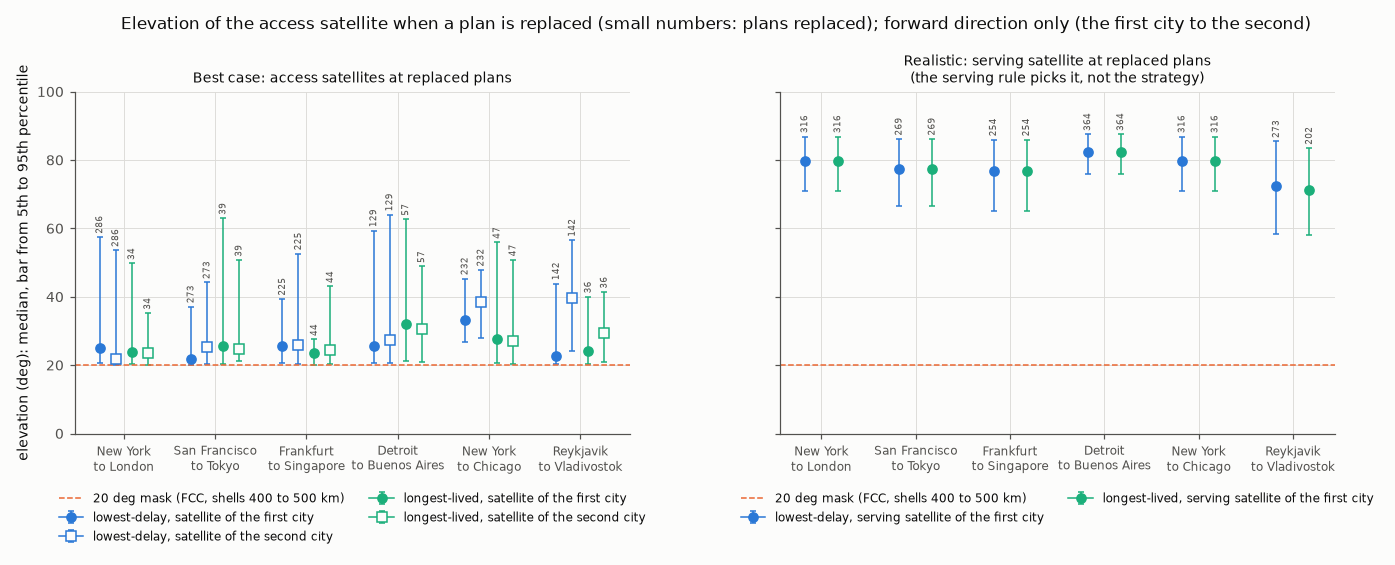 Elevation of the access satellite when a plan is replaced (small numbers: plans replaced); forward direction only (the first city to the second)
Best case: access satellites at replaced plans
elevation (deg): median, bar from 5th to 95th percentile
100
80
60
40
20
0
286
286
34
34
273
273
39
39
225
225
44
44
129
129
57
57
232
232
47
47
142
142
36
36
New York
to London
San Francisco
to Tokyo
Frankfurt
to Singapore
Detroit
to Buenos Aires
New York
to Chicago
Reykjavik
to Vladivostok
20 deg mask (FCC, shells 400 to 500 km)
lowest-delay, satellite of the first city
lowest-delay, satellite of the second city
longest-lived, satellite of the first city
longest-lived, satellite of the second city
Realistic: serving satellite at replaced plans
(the serving rule picks it, not the strategy)
316
316
269
269
254
254
364
364
316
316
273
202
New York
to London
San Francisco
to Tokyo
Frankfurt
to Singapore
Detroit
to Buenos Aires
New York
to Chicago
Reykjavik
to Vladivostok
20 deg mask (FCC, shells 400 to 500 km)
lowest-delay, serving satellite of the first city
longest-lived, serving satellite of the first city